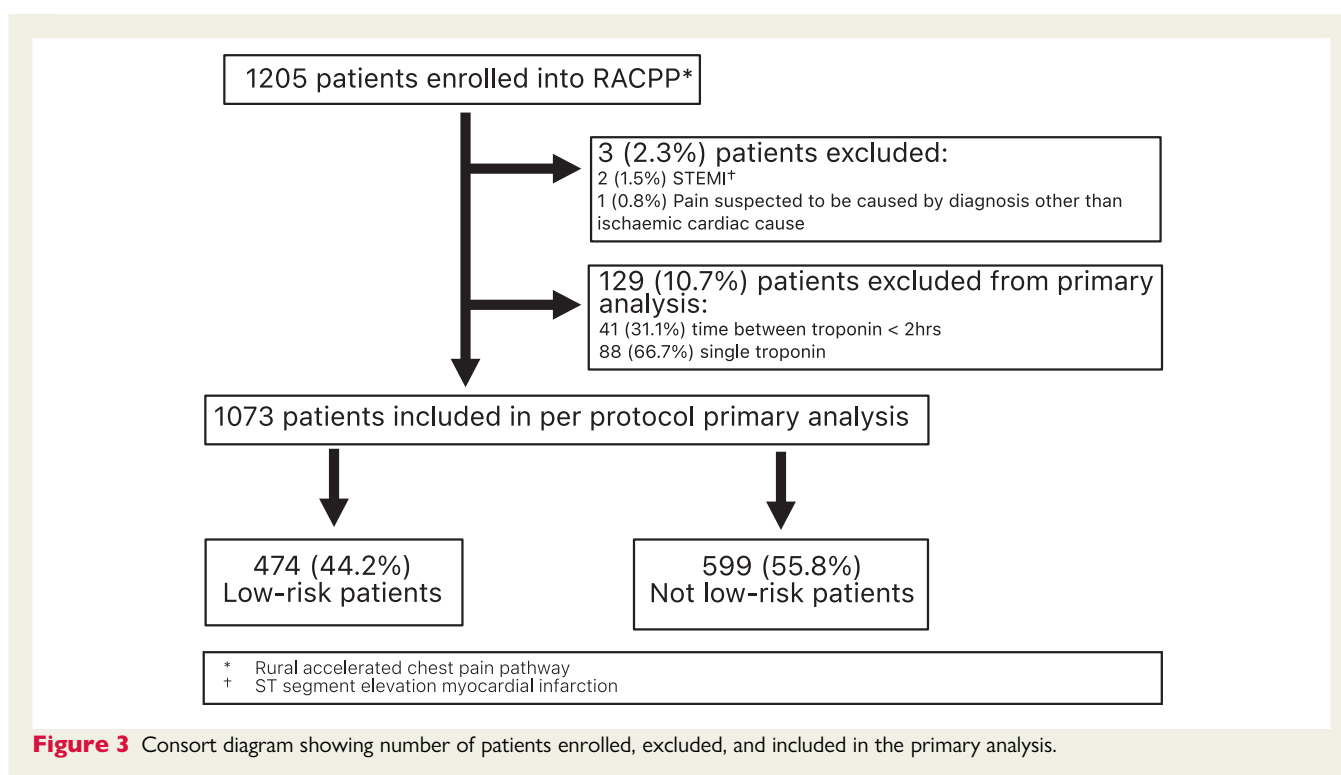 1205 patients enrolled into RACPP*
3 (2.3%) patients excluded:
2 (1.5%) STEMI†
1 (0.8%) Pain suspected to be caused by diagnosis other than
ischaemic cardiac cause
129 (10.7%) patients excluded from primary
analysis:
41 (31.1%) time between troponin < 2hrs
88 (66.7%) single troponin
1073 patients included in per protocol primary analysis
474 (44.2%)
Low-risk patients
599 (55.8%)
Not low-risk patients
* Rural accelerated chest pain pathway
† ST segment elevation myocardial infarction
Figure 3 Consort diagram showing number of patients enrolled, excluded, and included in the primary analysis.